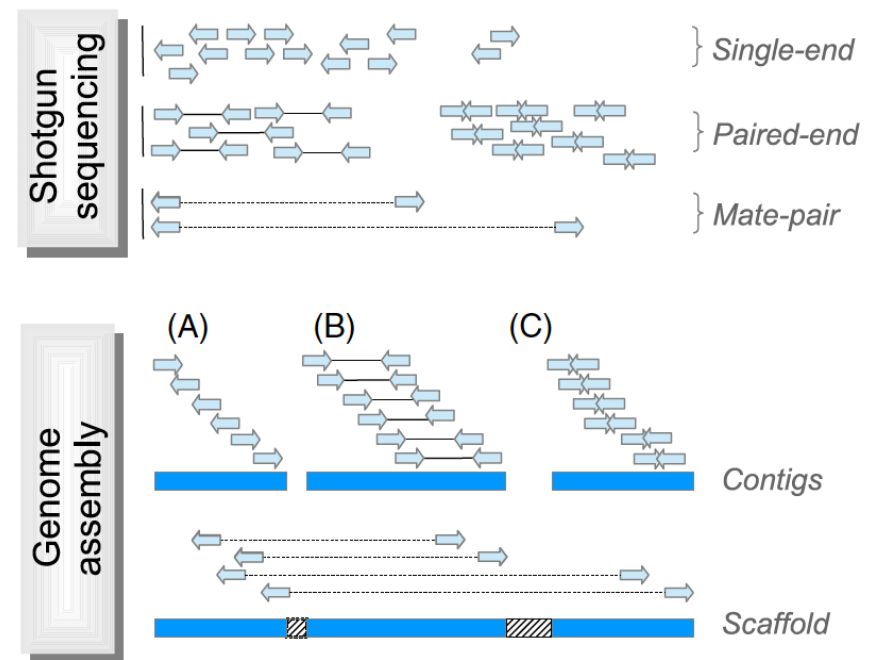 Shotgun
sequencing
Single-end
Paired-end
Mate-pair
Genome
assembly
(A)
(B)
(C)
Contigs
Scaffold